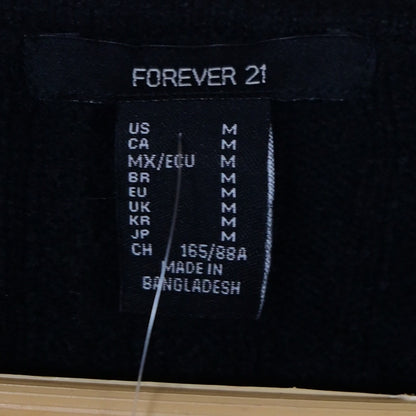 FOREVER 21
US M
CA M
MX/ECU M
BR M
EU M
UK M
KR M
JP M
CH 165/88A
MADE IN
BANGLADESH